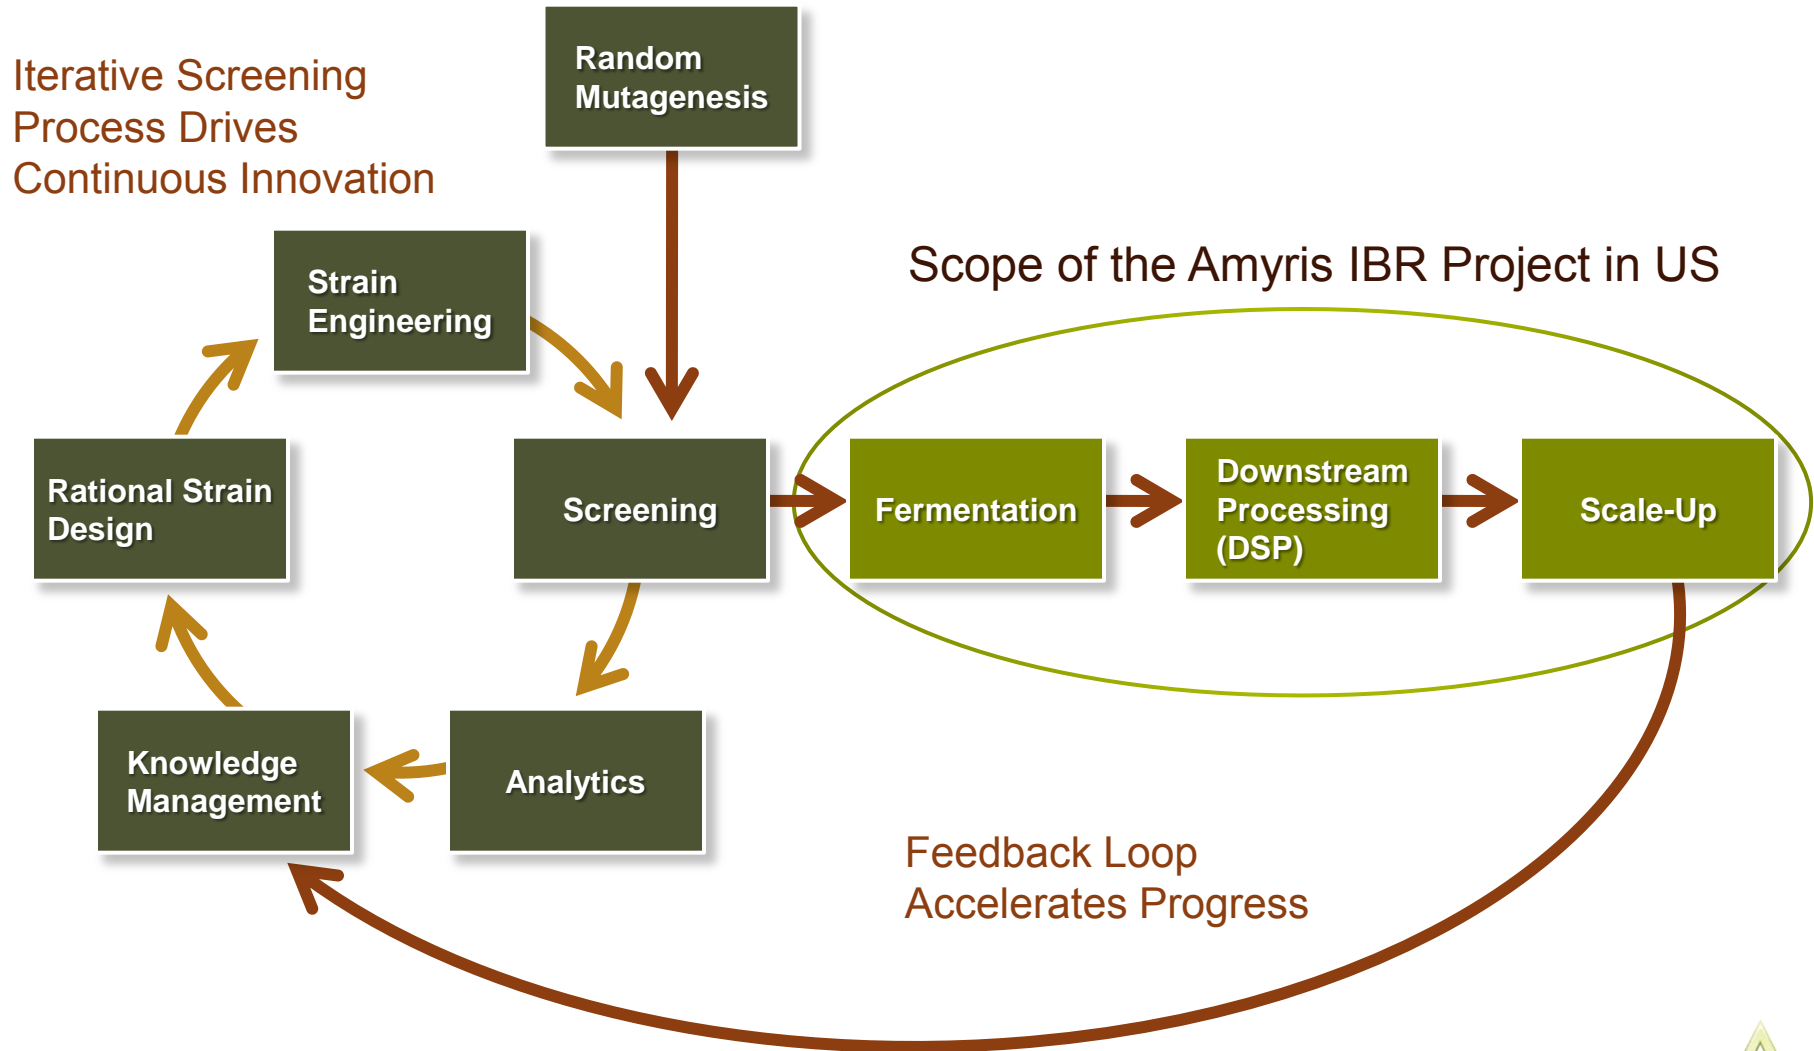 Random
Mutagenesis
Iterative Screening
Process Drives
Continuous Innovation
Strain
Engineering
Scope of the Amyris IBR Project in US
Rational Strain
Design
Screening
Fermentation
Downstream
Processing
(DSP)
Scale-Up
Knowledge
Management
Analytics
Feedback Loop
Accelerates Progress